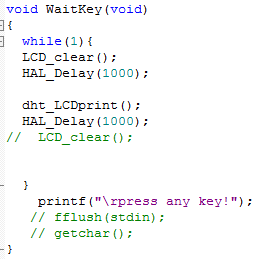 void WaitKey(void)
{
while(1){
LCD_clear();
HAL_Delay(1000);
dht_LCDprint();
HAL_Delay(1000);
// LCD_clear();
}
printf("\rpress any key!");
// fflush(stdin);
// getchar();
}